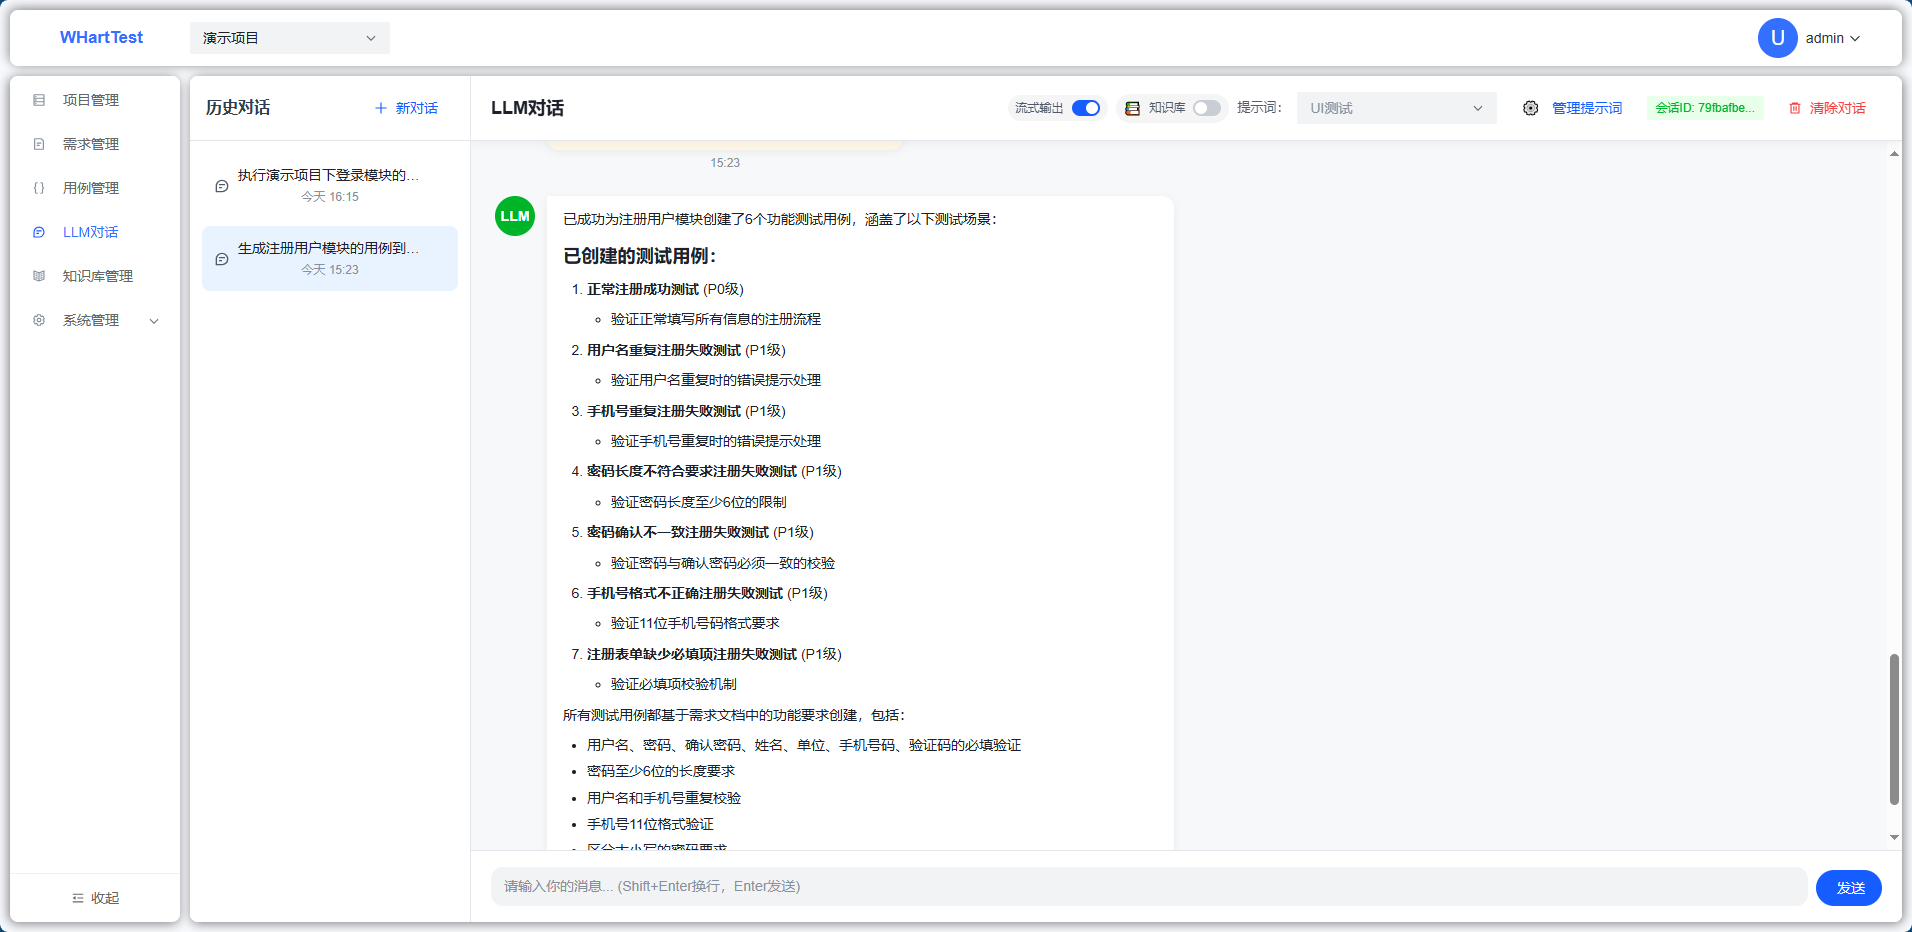 WHartTest
演示项目
U
admin
项目管理
需求管理
用例管理
LLM对话
知识库管理
系统管理
收起
历史对话
新对话
执行演示项目下登录模块的...
今天 16:15
生成注册用户模块的用例到...
今天 15:23
LLM对话
流式输出
知识库
提示词：
UI测试
管理提示词
会话ID: 79fbafbe...
清除对话
15:23
LLM
已成功为注册用户模块创建了6个功能测试用例，涵盖了以下测试场景：
已创建的测试用例：
1. 正常注册成功测试 (P0级)
验证正常填写所有信息的注册流程
2. 用户名重复注册失败测试 (P1级)
验证用户名重复时的错误提示处理
3. 手机号重复注册失败测试 (P1级)
验证手机号重复时的错误提示处理
4. 密码长度不符合要求注册失败测试 (P1级)
验证密码长度至少6位的限制
5. 密码确认不一致注册失败测试 (P1级)
验证密码与确认密码必须一致的校验
6. 手机号格式不正确注册失败测试 (P1级)
验证11位手机号码格式要求
7. 注册表单缺少必填项注册失败测试 (P1级)
验证必填项校验机制
所有测试用例都基于需求文档中的功能要求创建，包括：
用户名、密码、确认密码、姓名、单位、手机号码、验证码的必填验证
密码至少6位的长度要求
用户名和手机号重复校验
手机号11位格式验证
区分大小写的密码要求
请输入你的消息... (Shift+Enter换行，Enter发送)
发送